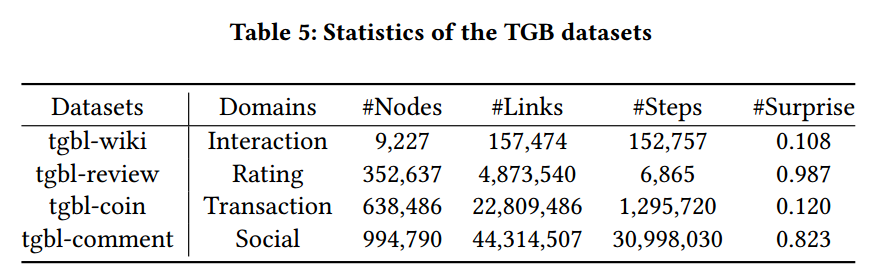 Table 5: Statistics of the TGB datasets
Datasets Domains #Nodes #Links #Steps #Surprise
tgbl-wiki Interaction 9,227 157,474 152,757 0.108
tgbl-review Rating 352,637 4,873,540 6,865 0.987
tgbl-coin Transaction 638,486 22,809,486 1,295,720 0.120
tgbl-comment Social 994,790 44,314,507 30,998,030 0.823